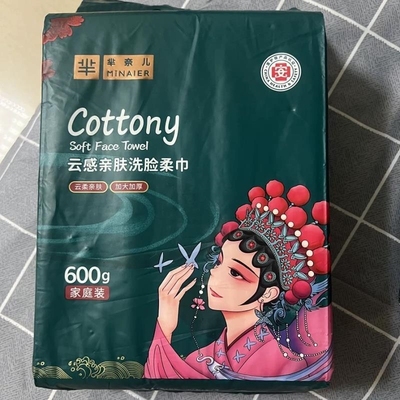 芈
芈奈儿
MINAIER
Cottony
Soft Face Towel
云感亲肤洗脸柔巾
云柔亲肤 加大加厚
600g
家庭装